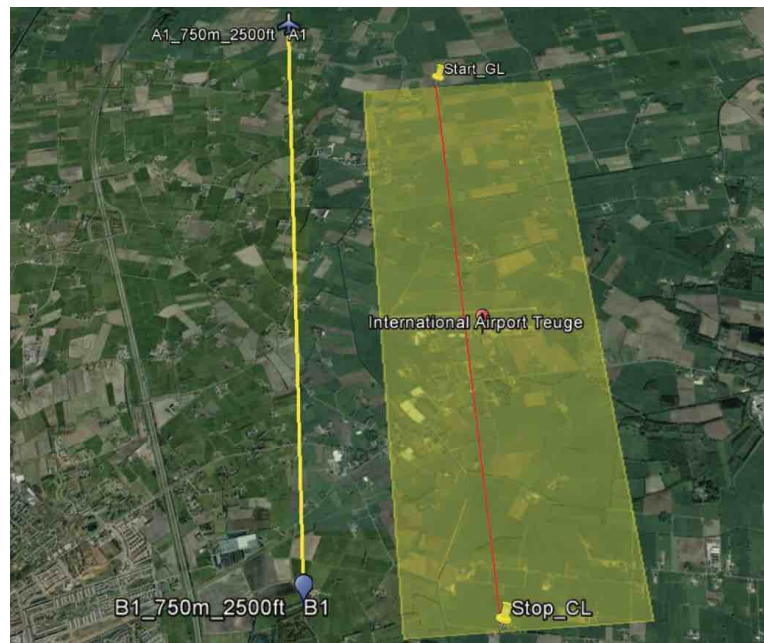 A1_750m_2500ft A1
Start_GL
International Airport Teuge
B1_750m_2500ft B1
Stop_CL